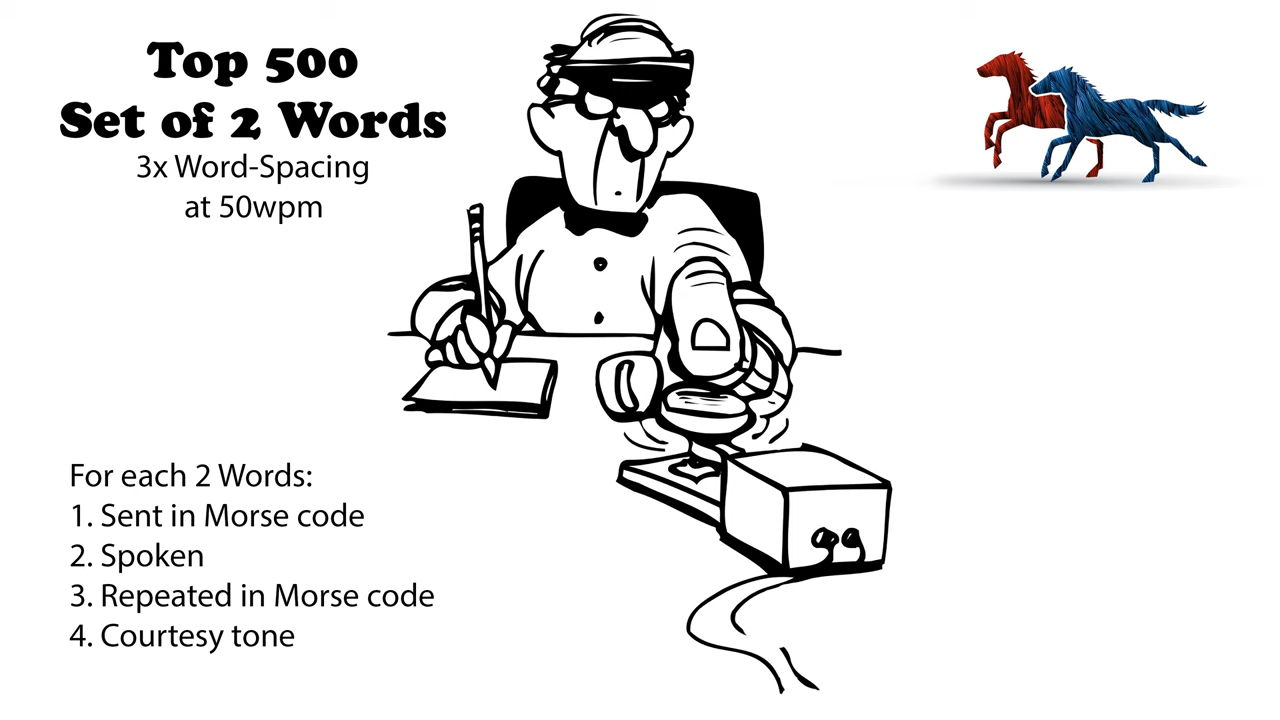 Top 500
Set of 2 Words
3x Word-Spacing
at 50wpm
For each 2 Words:
1. Sent in Morse code
2. Spoken
3. Repeated in Morse code
4. Courtesy tone